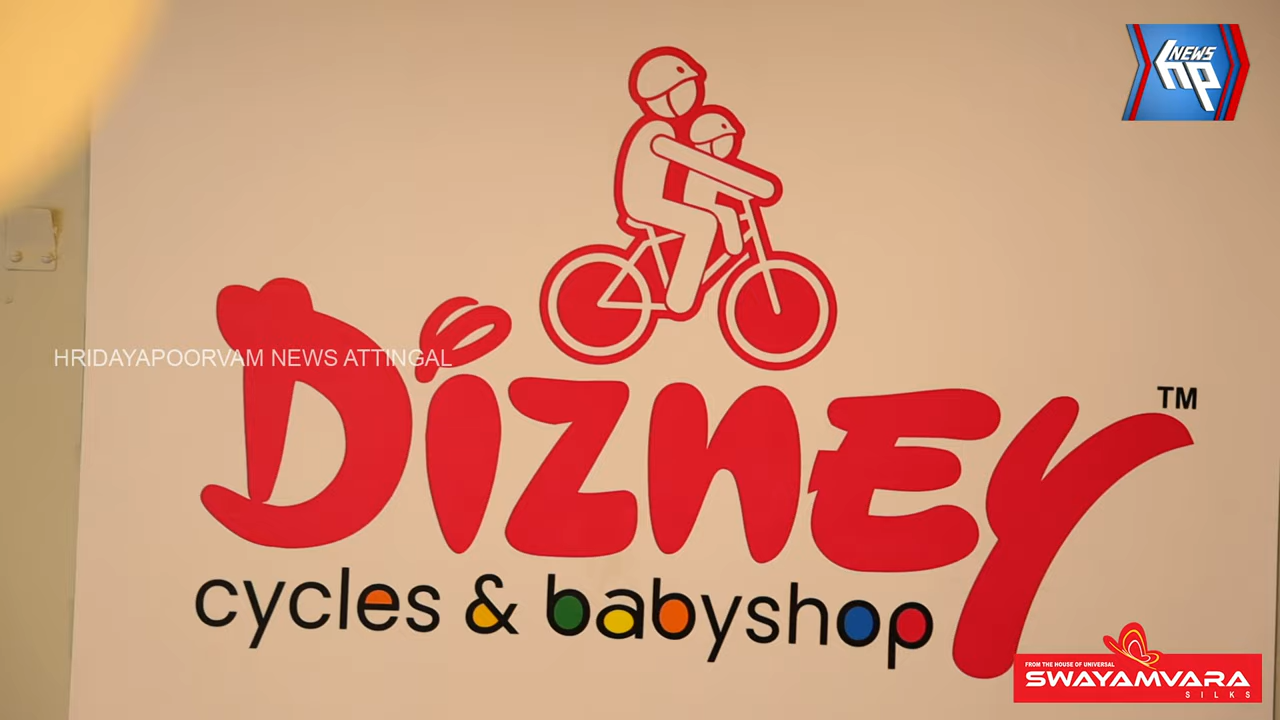 NEWS
hp
HRIDAYAPOORVAM NEWS ATTINGAL
DiZNEY
TM
cycles & babyshop
FROM THE HOUSE OF UNIVERSAL
SWAYAMVARA
SILKS